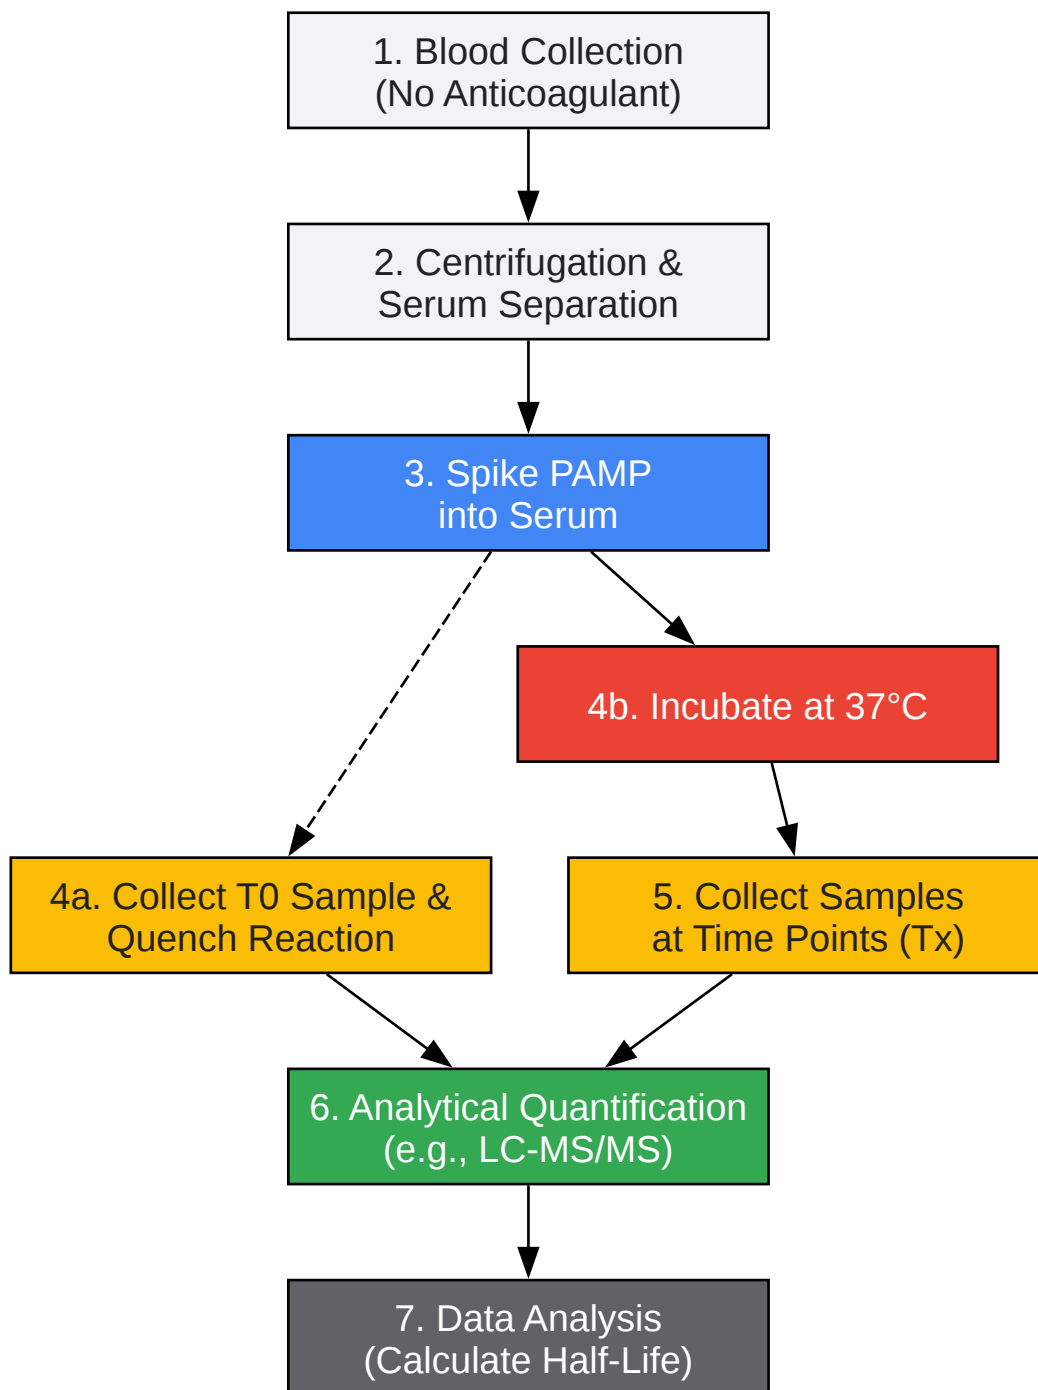 1. Blood Collection
(No Anticoagulant)
2. Centrifugation &
Serum Separation
3. Spike PAMP
into Serum
4b. Incubate at 37°C
4a. Collect T0 Sample &
Quench Reaction
5. Collect Samples
at Time Points (Tx)
6. Analytical Quantification
(e.g., LC-MS/MS)
7. Data Analysis
(Calculate Half-Life)